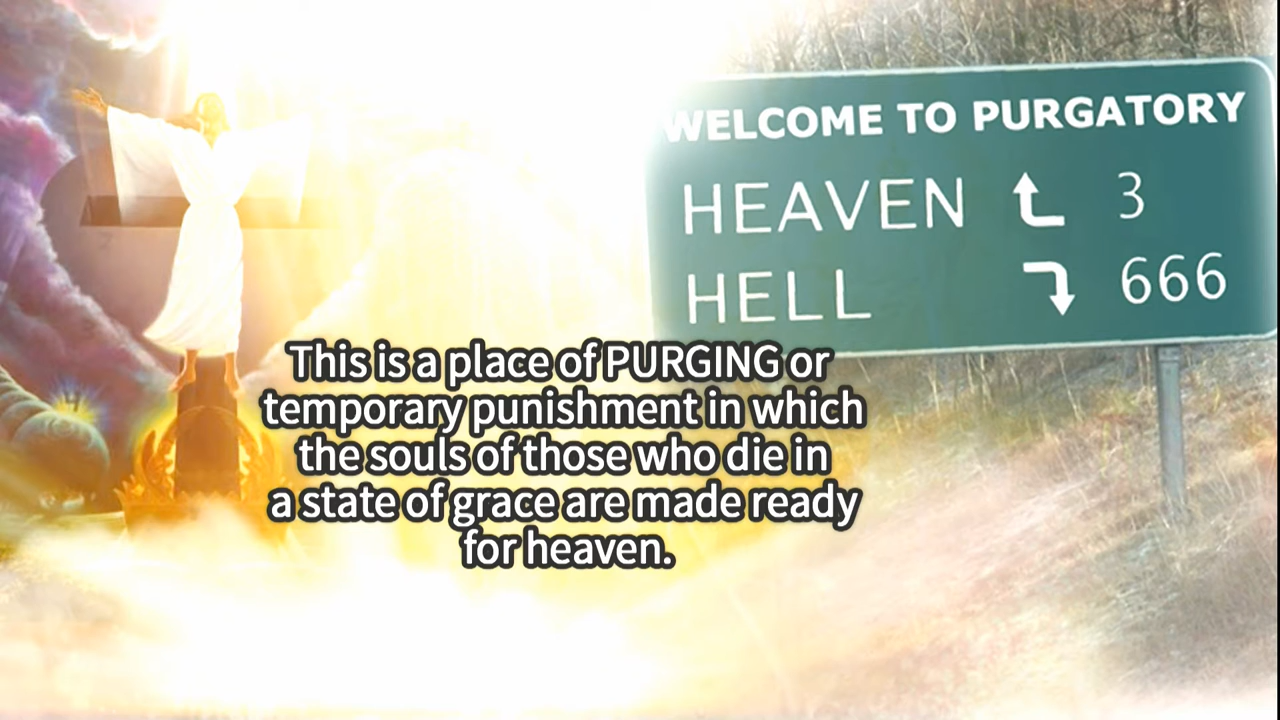 WELCOME TO PURGATORY
HEAVEN 3
HELL 666
This is a place of PURGING or
temporary punishment in which
the souls of those who die in
a state of grace are made ready
for heaven.